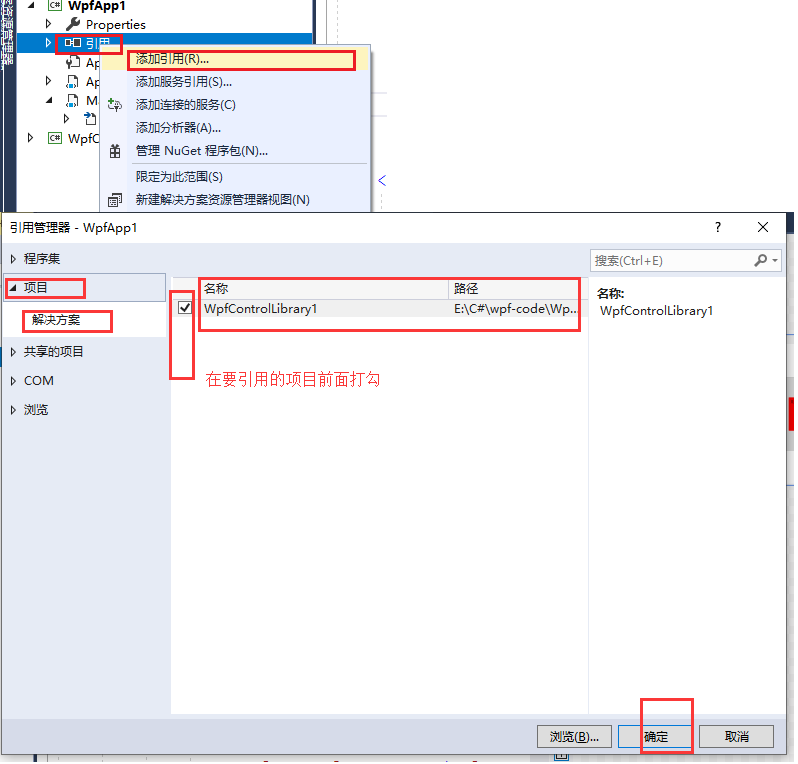 WpfApp1
Properties
引用
添加引用(R)...
Ap
添加服务引用(S)...
Ap
添加连接的服务(C)
M
添加分析器(A)...
WpfC
管理 NuGet 程序包(N)...
限定为此范围(S)
新建解决方案资源管理器视图(N)
引用管理器 - WpfApp1
?
程序集
搜索(Ctrl+E)
项目
名称
路径
名称:
WpfControlLibrary1
E:\C#\wpf-code\Wp...
WpfControlLibrary1
解决方案
共享的项目
在要引用的项目前面打勾
COM
浏览
浏览(B)...
确定
取消